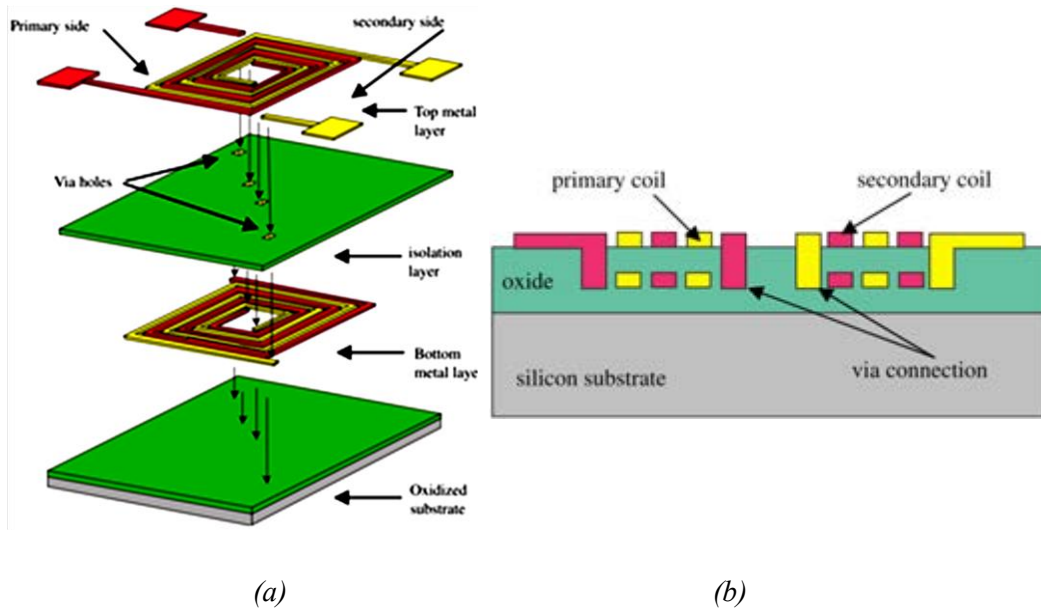 Primary side
secondary side
Top metal
layer
Via holes
isolation
layer
Bottom
metal laye
Oxidized
substrate
primary coil
secondary coil
oxide
silicon substrate
via connection
(a)
(b)